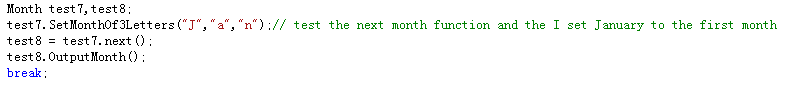 Month test7,test8;
test7.SetMonthOf3Letters("J","a","n");// test the next month function and the I set January to the first month
test8 = test7.next();
test8.OutputMonth();
break;